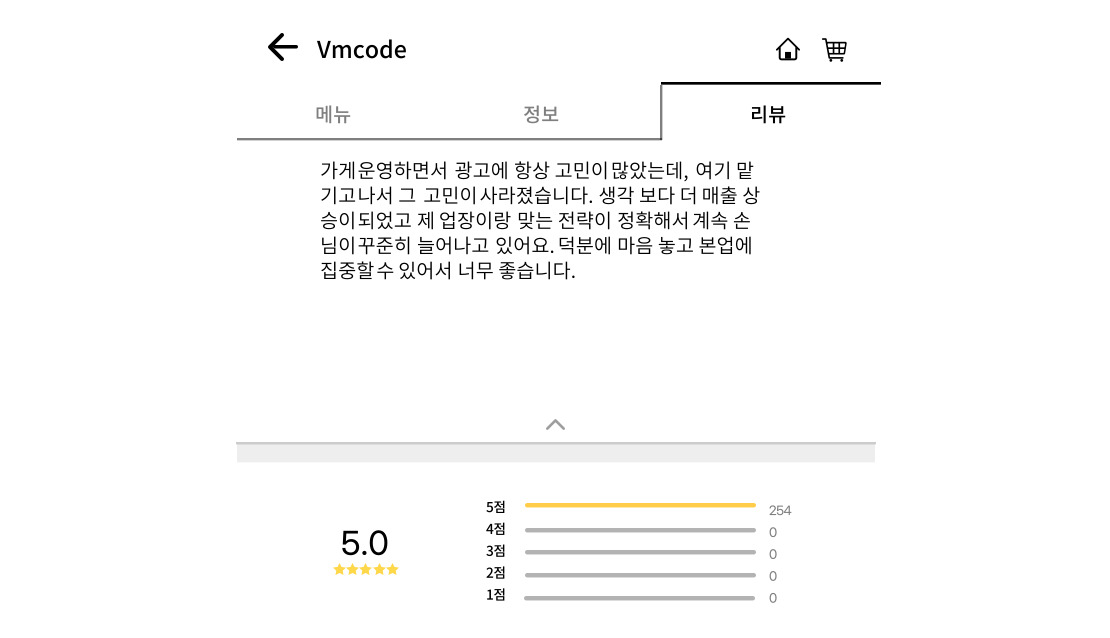 Vmcode
메뉴 정보 리뷰
가게운영하면서 광고에 항상 고민이많았는데, 여기 맡
기고나서 그 고민이사라졌습니다. 생각 보다 더 매출 상
승이되었고 제 업장이랑 맞는 전략이 정확해서계속 손
님이꾸준히 늘어나고 있어요. 덕분에 마음 놓고 본업에
집중할수 있어서 너무 좋습니다.
5.0
5점 254
4점 0
3점 0
2점 0
1점 0